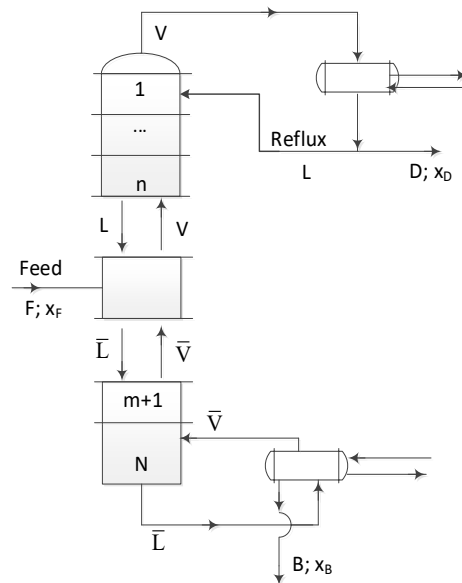 V
1
...
n
Reflux
L
D; x_D
L
V
Feed
F; x_F
L̅
V̅
m+1
N
V̅
L̅
B; x_B